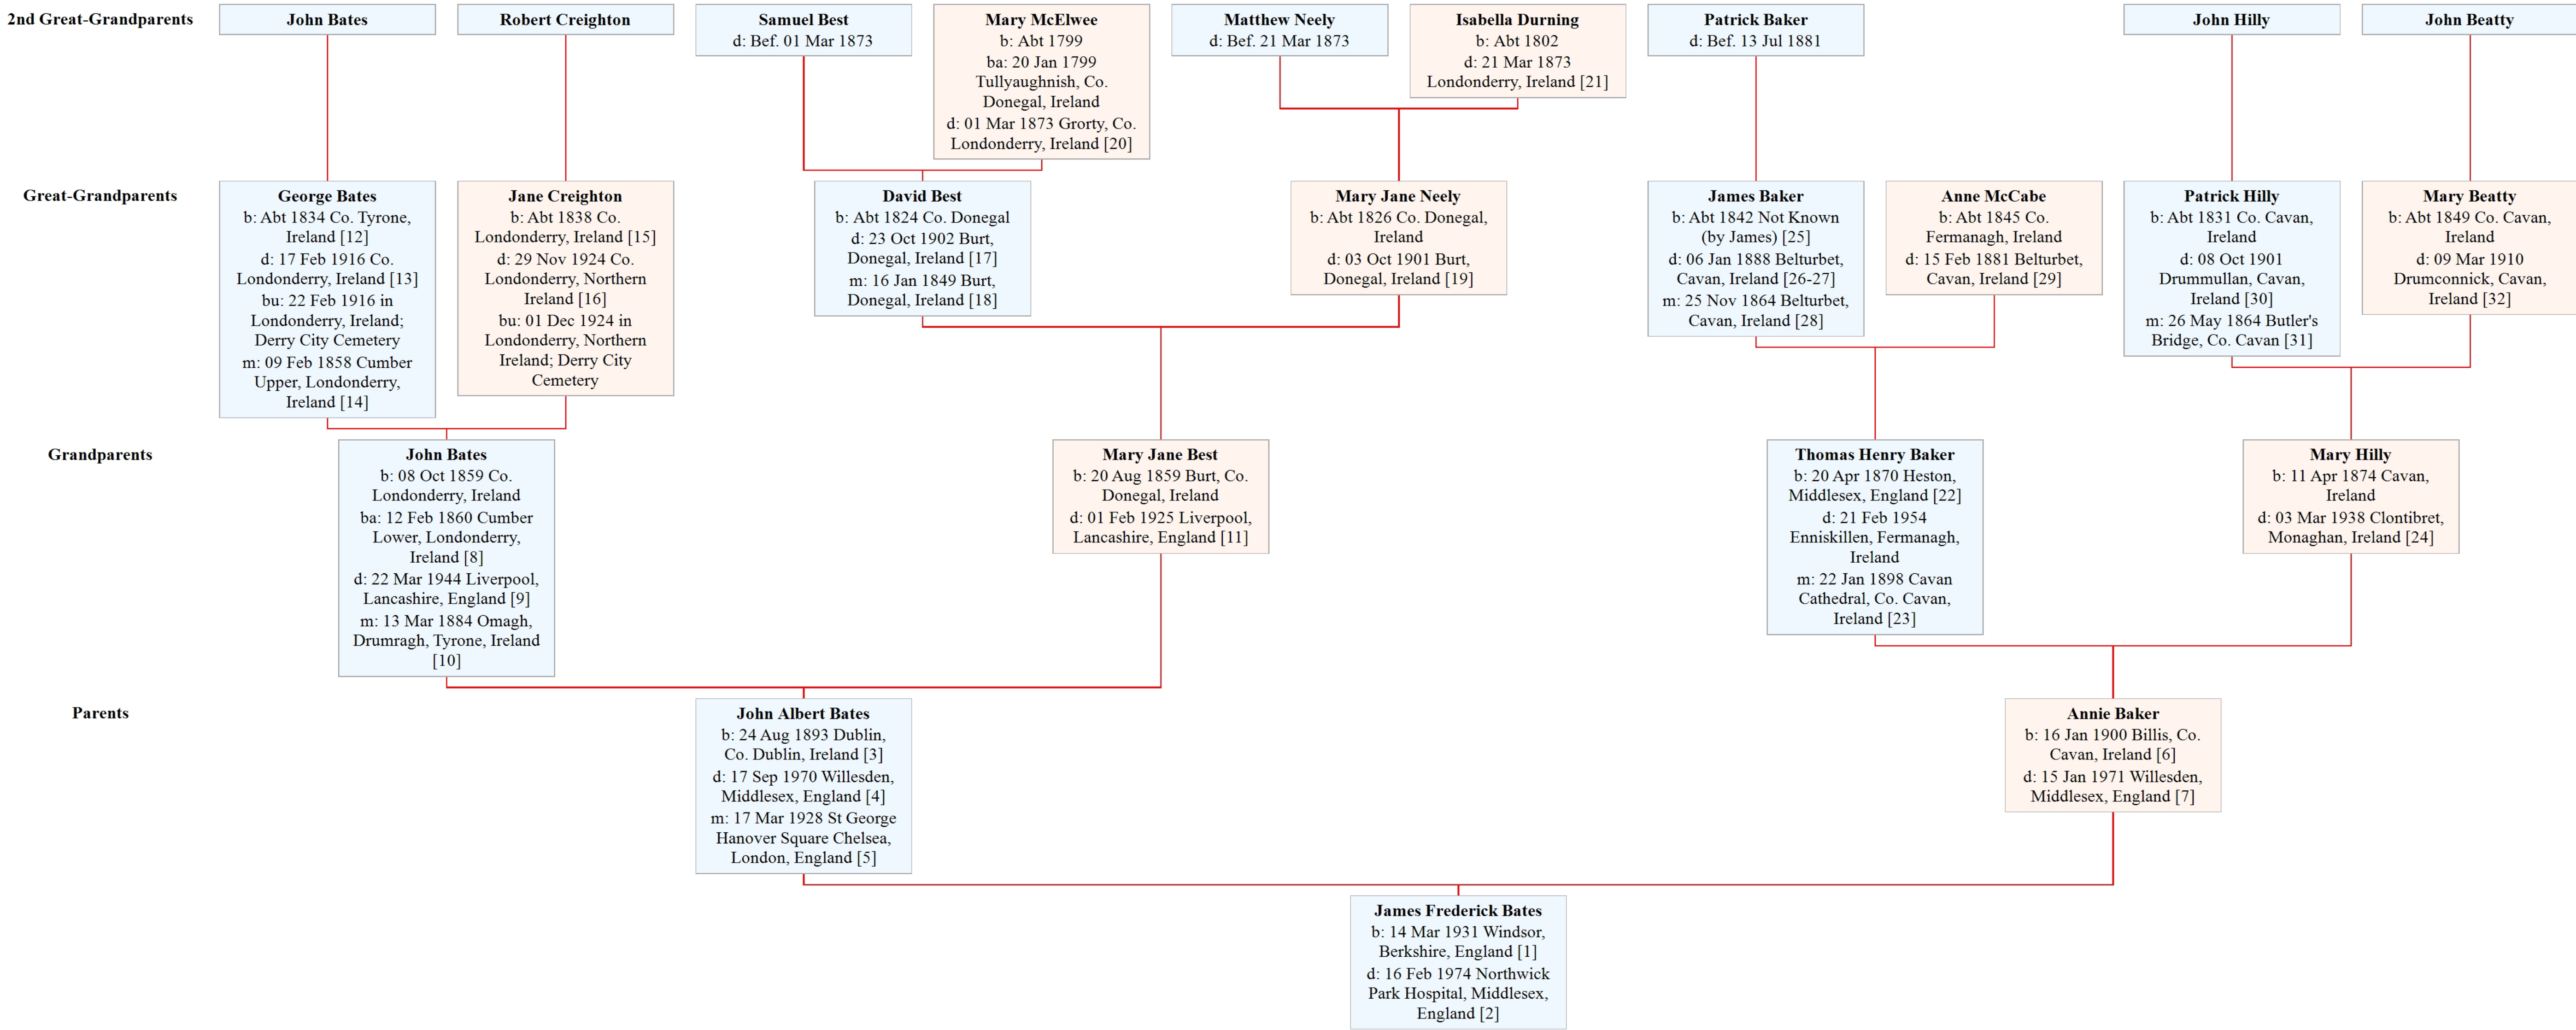 2nd Great-Grandparents
John Bates
Robert Creighton
Samuel Best
d: Bef. 01 Mar 1873
Mary McElwee
b: Abt 1799
ba: 20 Jan 1799
Tullyaughnish, Co.
Donegal, Ireland
d: 01 Mar 1873 Grorty, Co.
Londonderry, Ireland [20]
Matthew Neely
d: Bef. 21 Mar 1873
Isabella Durning
b: Abt 1802
d: 21 Mar 1873
Londonderry, Ireland [21]
Patrick Baker
d: Bef. 13 Jul 1881
John Hilly
John Beatty
Great-Grandparents
George Bates
b: Abt 1834 Co. Tyrone,
Ireland [12]
d: 17 Feb 1916 Co.
Londonderry, Ireland [13]
bu: 22 Feb 1916 in
Londonderry, Ireland;
Derry City Cemetery
m: 09 Feb 1858 Cumber
Upper, Londonderry,
Ireland [14]
Jane Creighton
b: Abt 1838 Co.
Londonderry, Ireland [15]
d: 29 Nov 1924 Co.
Londonderry, Northern
Ireland [16]
bu: 01 Dec 1924 in
Londonderry, Northern
Ireland; Derry City
Cemetery
David Best
b: Abt 1824 Co. Donegal
d: 23 Oct 1902 Burt,
Donegal, Ireland [17]
m: 16 Jan 1849 Burt,
Donegal, Ireland [18]
Mary Jane Neely
b: Abt 1826 Co. Donegal,
Ireland
d: 03 Oct 1901 Burt,
Donegal, Ireland [19]
James Baker
b: Abt 1842 Not Known
(by James) [25]
d: 06 Jan 1888 Belturbet,
Cavan, Ireland [26-27]
m: 25 Nov 1864 Belturbet,
Cavan, Ireland [28]
Anne McCabe
b: Abt 1845 Co.
Fermanagh, Ireland
d: 15 Feb 1881 Belturbet,
Cavan, Ireland [29]
Patrick Hilly
b: Abt 1831 Co. Cavan,
Ireland
d: 08 Oct 1901
Drummullan, Cavan,
Ireland [30]
m: 26 May 1864 Butler's
Bridge, Co. Cavan [31]
Mary Beatty
b: Abt 1849 Co. Cavan,
Ireland
d: 09 Mar 1910
Drumconnick, Cavan,
Ireland [32]
Grandparents
John Bates
b: 08 Oct 1859 Co.
Londonderry, Ireland
ba: 12 Feb 1860 Cumber
Lower, Londonderry,
Ireland [8]
d: 22 Mar 1944 Liverpool,
Lancashire, England [9]
m: 13 Mar 1884 Omagh,
Drumragh, Tyrone, Ireland
[10]
Mary Jane Best
b: 20 Aug 1859 Burt, Co.
Donegal, Ireland
d: 01 Feb 1925 Liverpool,
Lancashire, England [11]
Thomas Henry Baker
b: 20 Apr 1870 Heston,
Middlesex, England [22]
d: 21 Feb 1954
Enniskillen, Fermanagh,
Ireland
m: 22 Jan 1898 Cavan
Cathedral, Co. Cavan,
Ireland [23]
Mary Hilly
b: 11 Apr 1874 Cavan,
Ireland
d: 03 Mar 1938 Clontibret,
Monaghan, Ireland [24]
Parents
John Albert Bates
b: 24 Aug 1893 Dublin,
Co. Dublin, Ireland [3]
d: 17 Sep 1970 Willesden,
Middlesex, England [4]
m: 17 Mar 1928 St George
Hanover Square Chelsea,
London, England [5]
Annie Baker
b: 16 Jan 1900 Billis, Co.
Cavan, Ireland [6]
d: 15 Jan 1971 Willesden,
Middlesex, England [7]
James Frederick Bates
b: 14 Mar 1931 Windsor,
Berkshire, England [1]
d: 16 Feb 1974 Northwick
Park Hospital, Middlesex,
England [2]